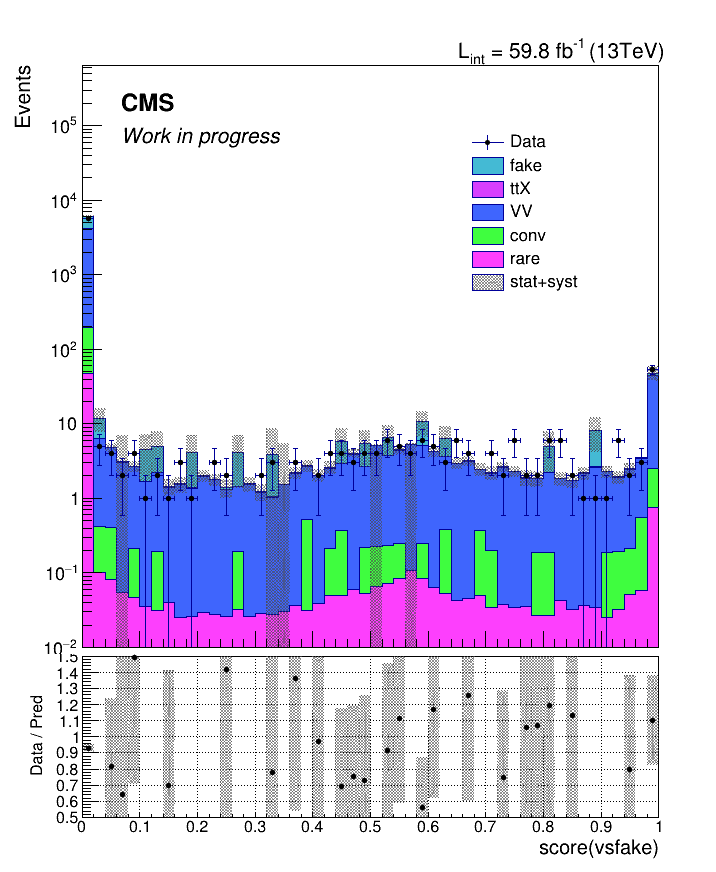 L_int = 59.8 fb^-1 (13TeV)
Events
CMS
Work in progress
Data
fake
ttX
VV
conv
rare
stat+syst
10^5
10^4
10^3
10^2
10
1
10^−1
10^−2
Data / Pred
1.5
1.4
1.3
1.2
1.1
1
0.9
0.8
0.7
0.6
0.5
0 0.1 0.2 0.3 0.4 0.5 0.6 0.7 0.8 0.9 1
score(vsfake)